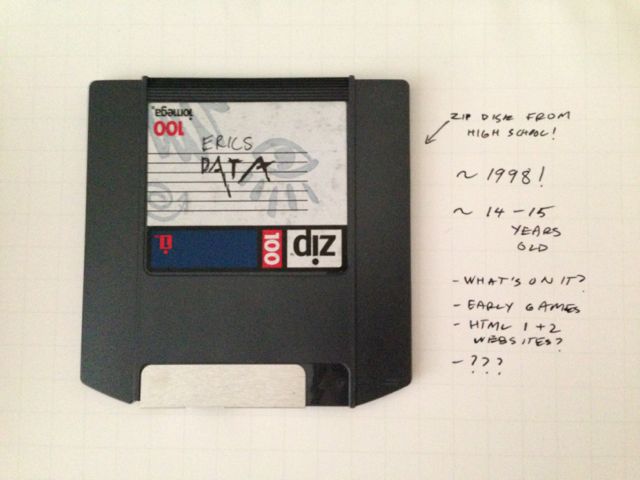 iomega
100
ERICS
DATA
zip
100
i.
ZIP DISK FROM
HIGH SCHOOL!
~ 1998!
~ 14-15
YEARS
OLD
- WHAT'S ON IT?
- EARLY GAMES
- HTML 1+2
WEBSITES?
- ???